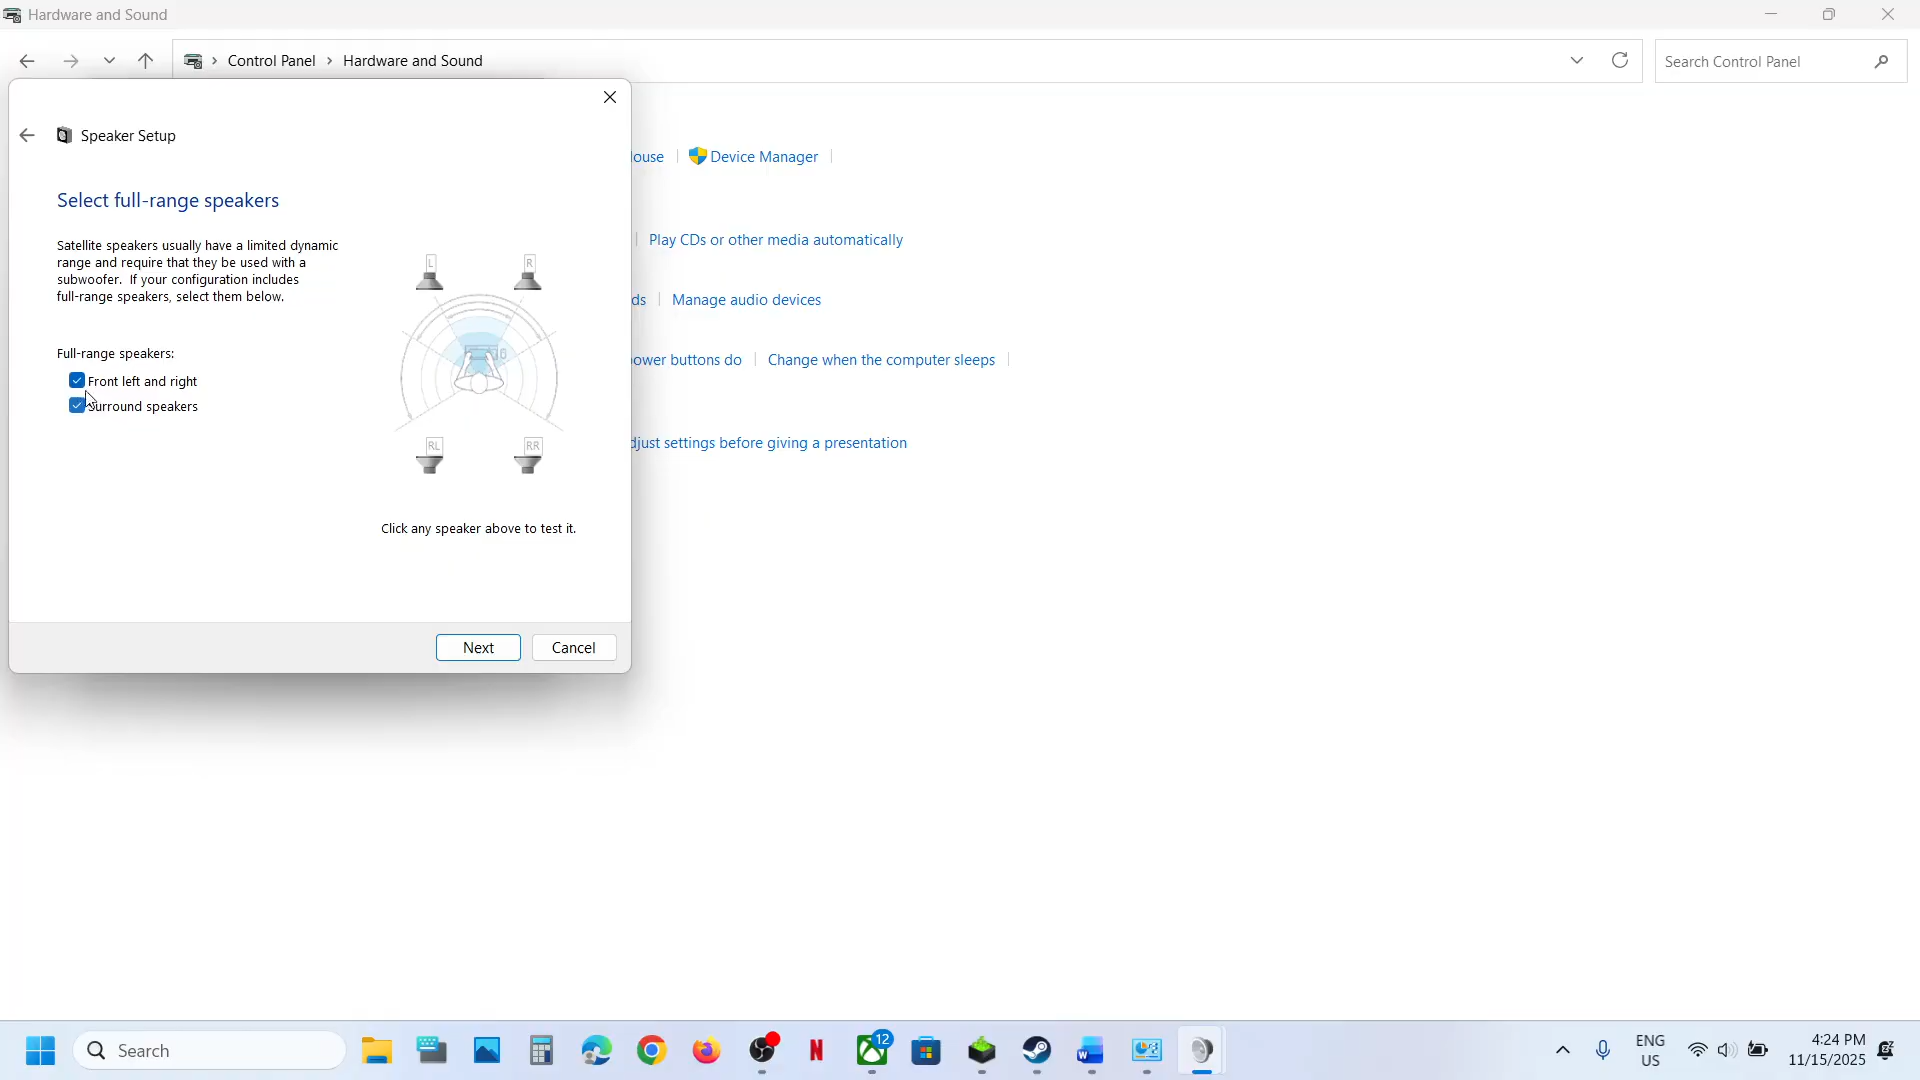 Hardware and Sound
Control Panel > Hardware and Sound
Search Control Panel
Speaker Setup
ouse
Device Manager
Select full-range speakers
Satellite speakers usually have a limited dynamic
range and require that they be used with a
subwoofer. If your configuration includes
full-range speakers, select them below.
Play CDs or other media automatically
L
R
ds
Manage audio devices
Full-range speakers:
Front left and right
Surround speakers
ower buttons do
Change when the computer sleeps
RL
RR
djust settings before giving a presentation
Click any speaker above to test it.
Next
Cancel
Search
12
ENG
US
4:24 PM
11/15/2025